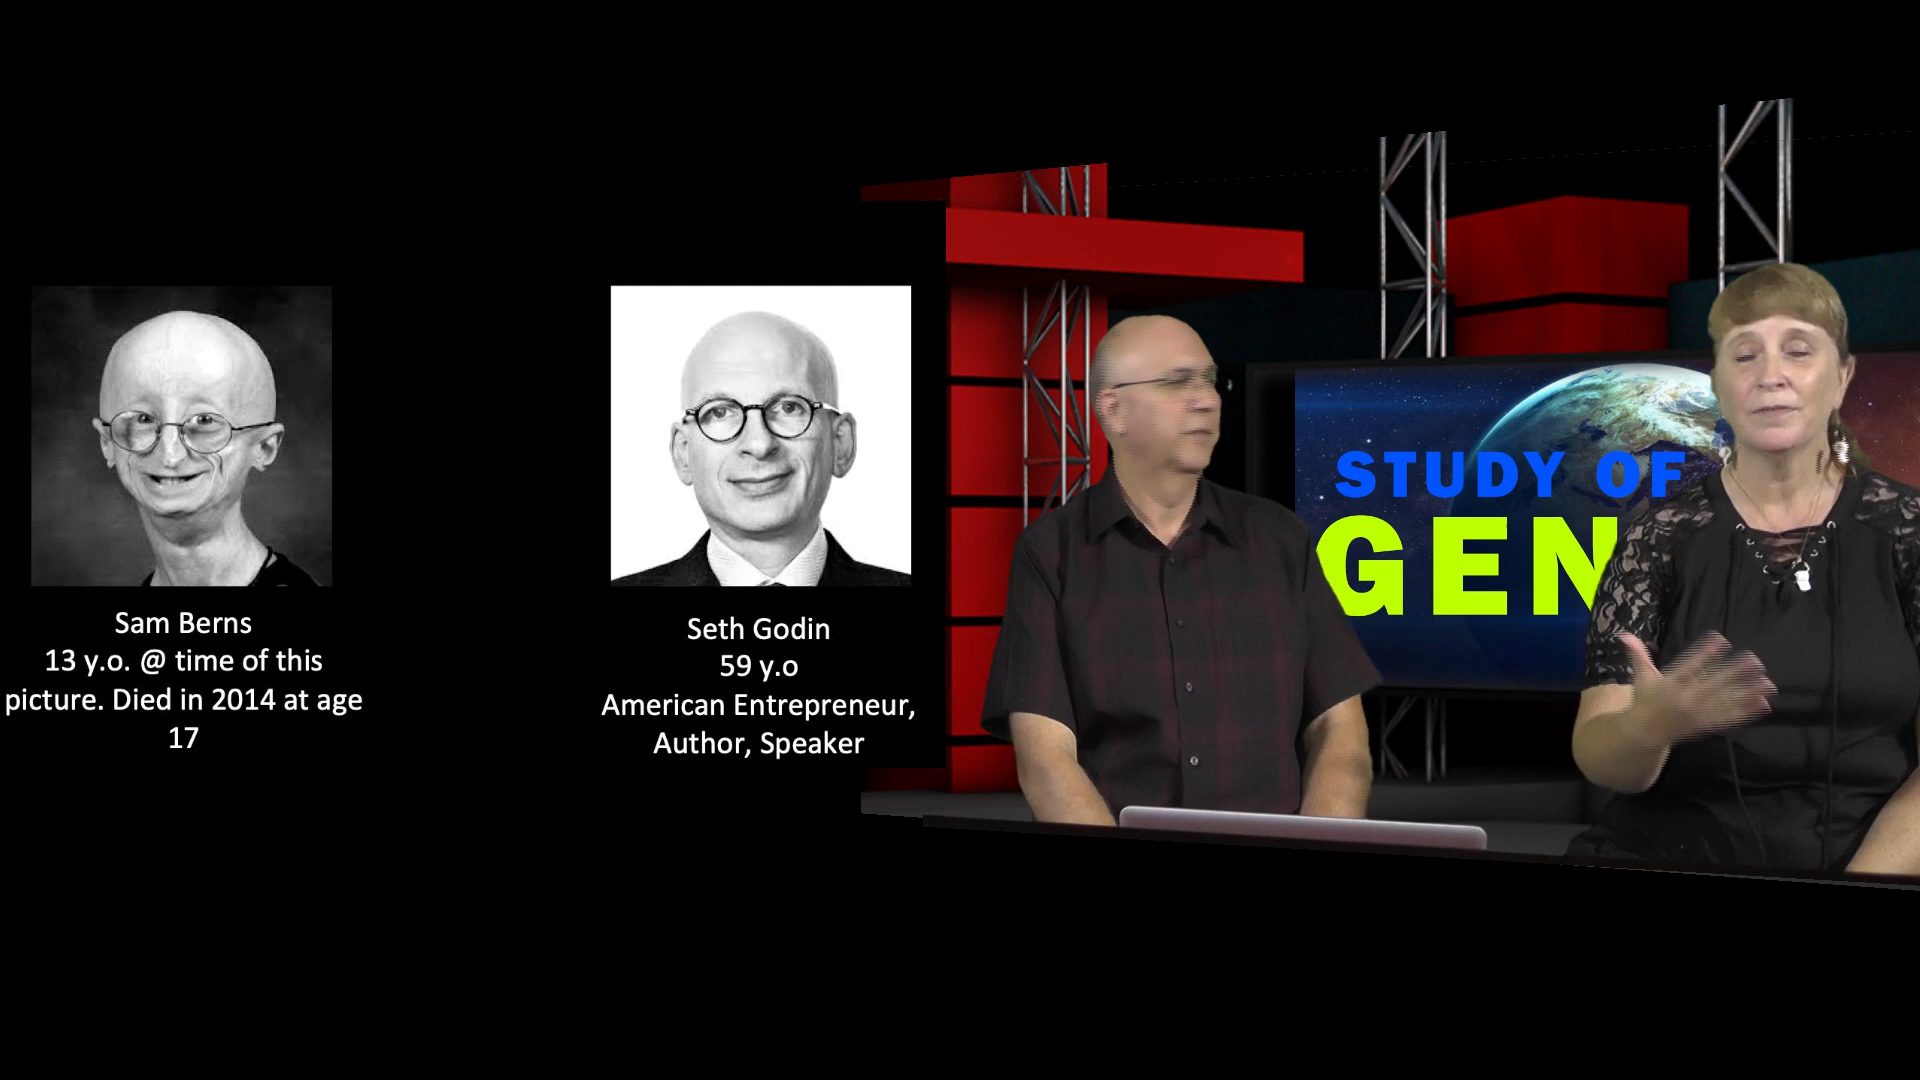 Sam Berns
13 y.o. @ time of this
picture. Died in 2014 at age
17
Seth Godin
59 y.o
American Entrepreneur,
Author, Speaker
STUDY OF
GEN